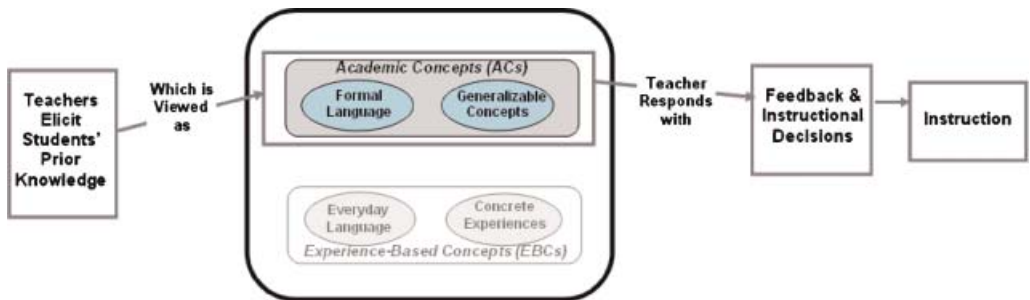 Teachers
Elicit
Students'
Prior
Knowledge
Which is
Viewed
as
Academic Concepts (ACs)
Formal
Language
Generalizable
Concepts
Everyday
Language
Concrete
Experiences
Experience-Based Concepts (EBCs)
Teacher
Responds
with
Feedback &
Instructional
Decisions
Instruction